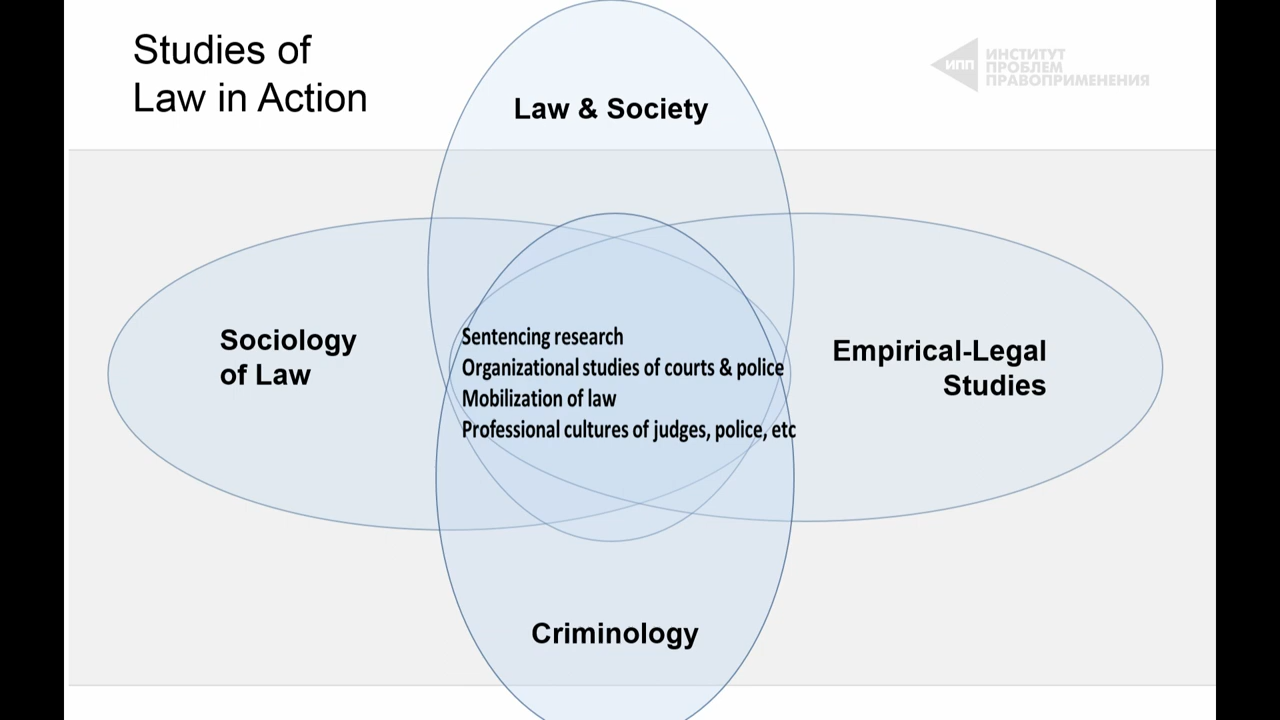 Studies of
Law in Action
ИПП
ИНСТИТУТ
ПРОБЛЕМ
ПРАВОПРИМЕНЕНИЯ
Law & Society
Sociology
of Law
Sentencing research
Organizational studies of courts & police
Mobilization of law
Professional cultures of judges, police, etc
Empirical-Legal
Studies
Criminology